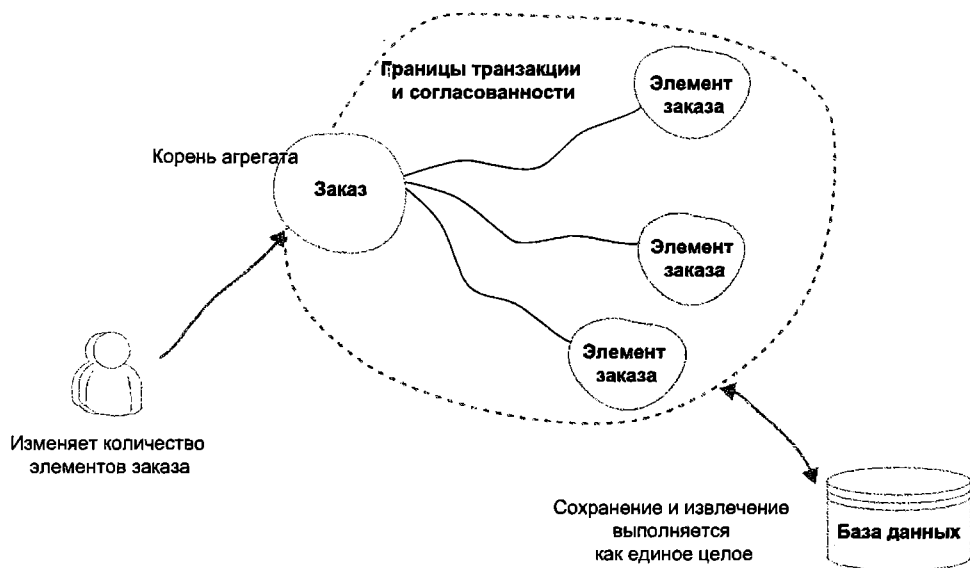 Границы транзакции
и согласованности
Элемент
заказа
Корень агрегата
Заказ
Элемент
заказа
Элемент
заказа
Изменяет количество
элементов заказа
Сохранение и извлечение
выполняется
как единое целое
База данных